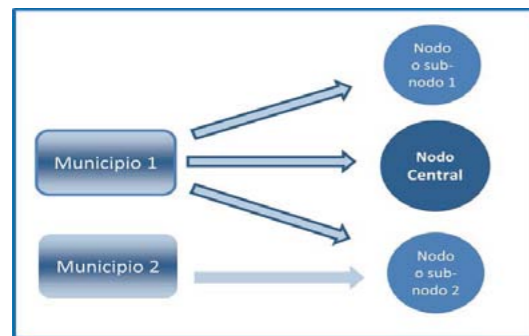 Nodo
o sub-
nodo 1
Municipio 1
Nodo
Central
Municipio 2
Nodo
o sub-
nodo 2